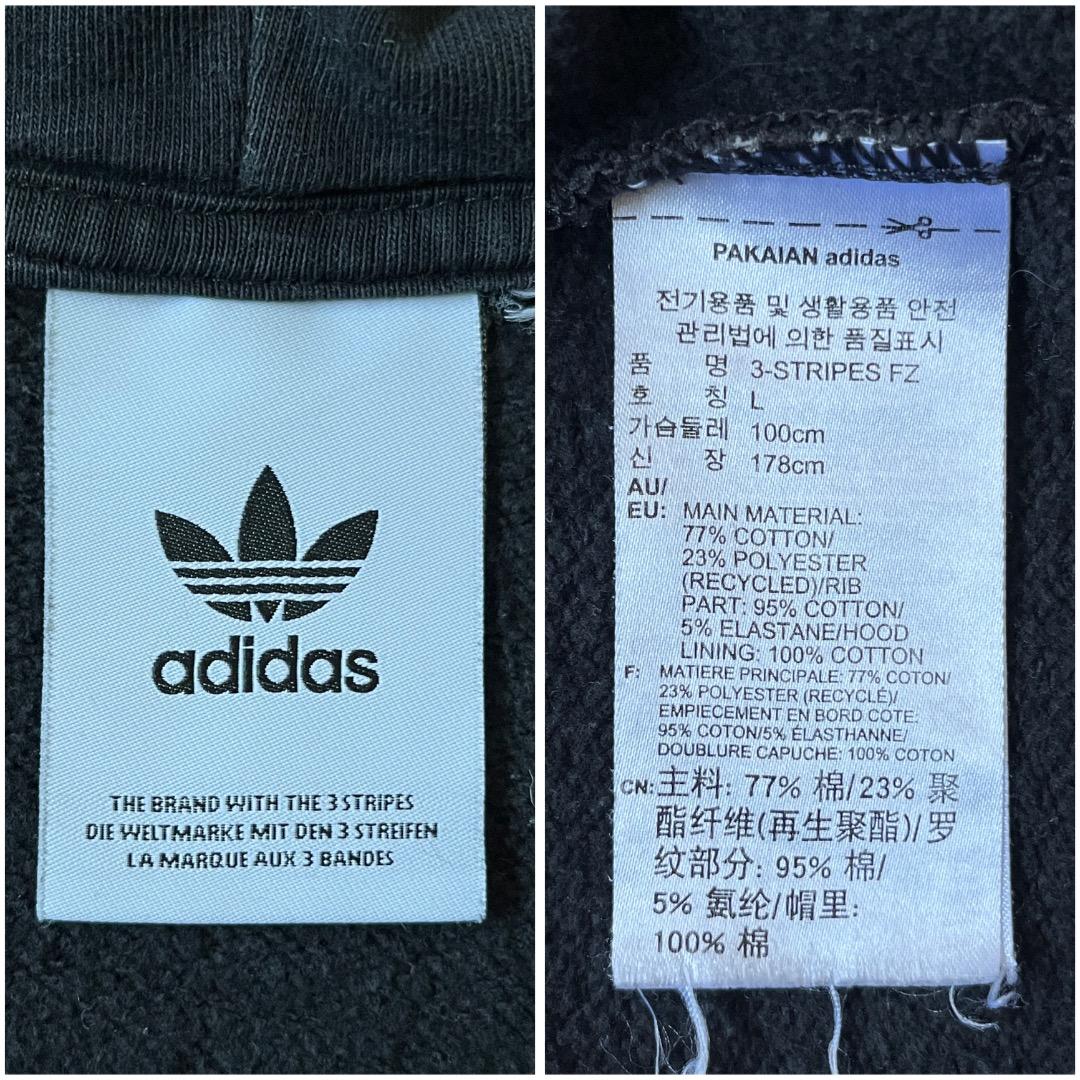 adidas
THE BRAND WITH THE 3 STRIPES
DIE WELTMARKE MIT DEN 3 STREIFEN
LA MARQUE AUX 3 BANDES
PAKAIAN adidas
전기용품 및 생활용품 안전
관리법에 의한 품질표시
품 명 3-STRIPES FZ
호 칭 L
가슴둘레 100cm
신 장 178cm
AU/
EU: MAIN MATERIAL:
77% COTTON/
23% POLYESTER
(RECYCLED)/RIB
PART: 95% COTTON/
5% ELASTANE/HOOD
LINING: 100% COTTON
F: MATIERE PRINCIPALE: 77% COTON/
23% POLYESTER (RECYCLÉ)/
EMPIECEMENT EN BORD COTE:
95% COTON/5% ÉLASTHANNE/
DOUBLURE CAPUCHE: 100% COTON
CN: 主料: 77% 棉/23% 聚
酯纤维(再生聚酯)/罗
纹部分: 95% 棉/
5% 氨纶/帽里:
100% 棉